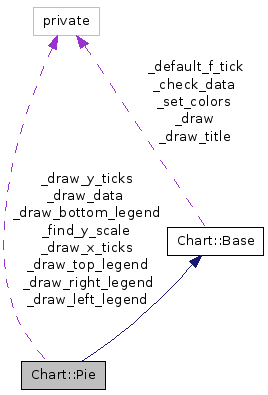 private
_default_f_tick
_check_data
_set_colors
_draw
_draw_title
_draw_y_ticks
_draw_data
_draw_bottom_legend
_find_y_scale
_draw_x_ticks
_draw_top_legend
_draw_right_legend
_draw_left_legend
Chart::Base
Chart::Pie